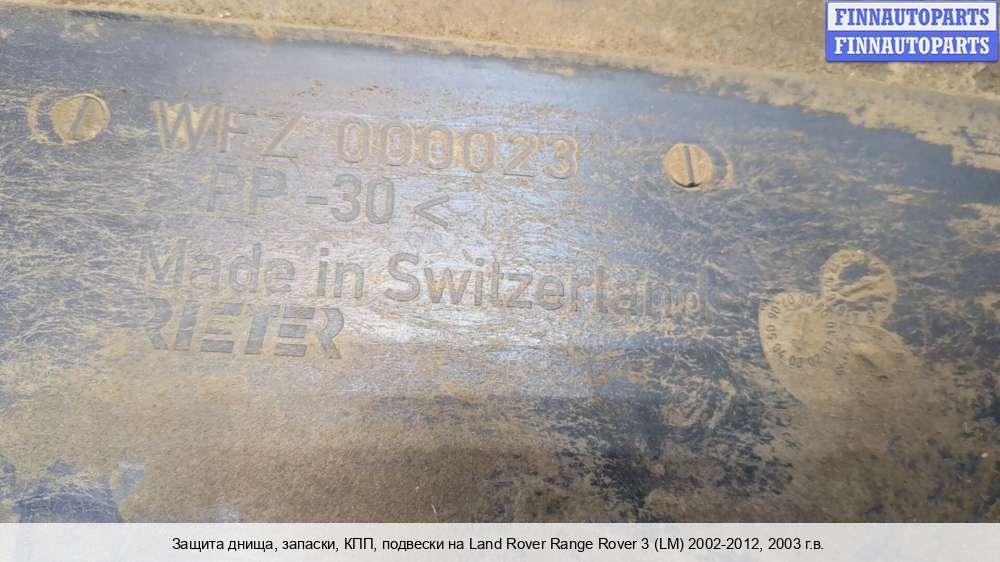 FINNAUTOPARTS
FINNAUTOPARTS
WFZ 000023
> PP -30 <
Made in Switzerland
RIETER
Защита днища, запаски, КПП, подвески на Land Rover Range Rover 3 (LM) 2002-2012, 2003 г.в.